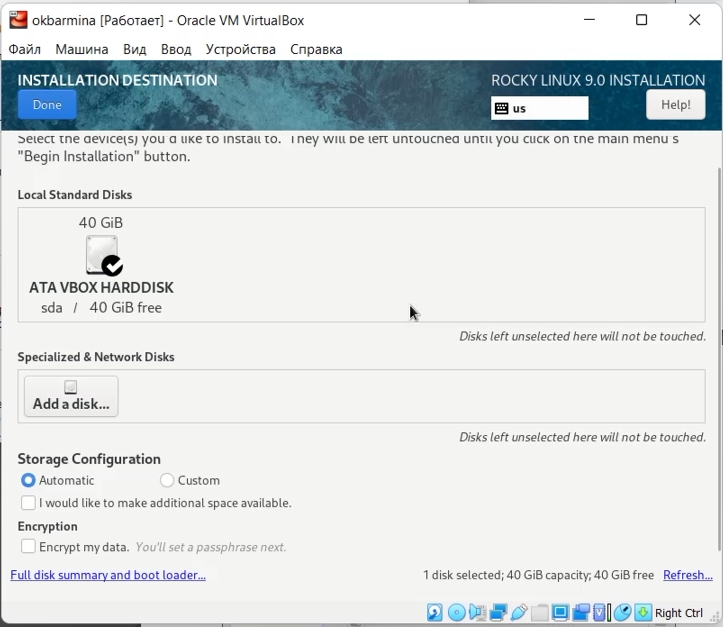 okbarmina [Работает] - Oracle VM VirtualBox
Файл Машина Вид Ввод Устройства Справка
INSTALLATION DESTINATION
ROCKY LINUX 9.0 INSTALLATION
Done
us
Help!
Select the device(s) you'd like to install to. They will be left untouched until you click on the main menu's
"Begin Installation" button.
Local Standard Disks
40 GiB
ATA VBOX HARDDISK
sda / 40 GiB free
Disks left unselected here will not be touched.
Specialized & Network Disks
Add a disk...
Disks left unselected here will not be touched.
Storage Configuration
Automatic Custom
I would like to make additional space available.
Encryption
Encrypt my data. You'll set a passphrase next.
Full disk summary and boot loader...
1 disk selected; 40 GiB capacity; 40 GiB free Refresh...
Right Ctrl